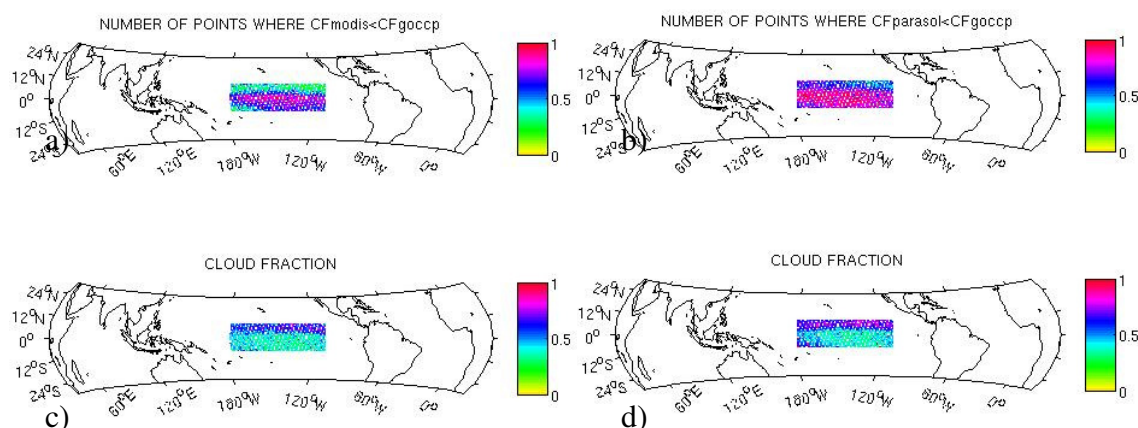 NUMBER OF POINTS WHERE CFmodis<CFgoccp
24°N
12°N
0°
12°S
24°S
60°E
120°E
180°W
120°W
60°W
0°
1
0.5
0
a)
NUMBER OF POINTS WHERE CFparasol<CFgoccp
24°N
12°N
0°
12°S
24°S
60°E
120°E
180°W
120°W
60°W
0°
1
0.5
0
b)
CLOUD FRACTION
24°N
12°N
0°
12°S
24°S
60°E
120°E
180°W
120°W
60°W
0°
1
0.5
0
c)
CLOUD FRACTION
24°N
12°N
0°
12°S
24°S
60°E
120°E
180°W
120°W
60°W
0°
1
0.5
0
d)